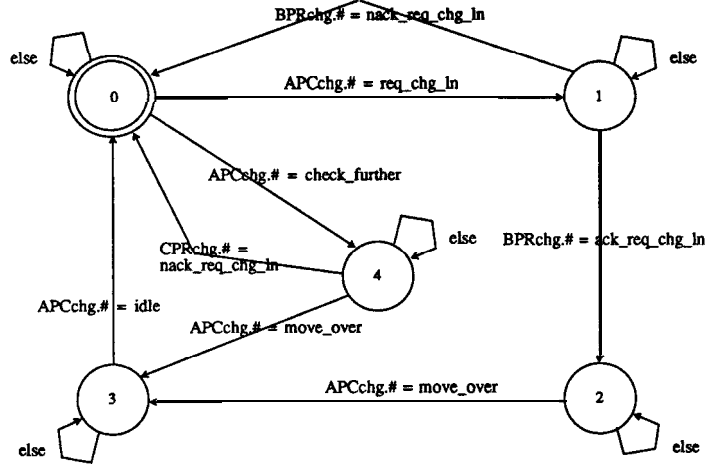 BPRchg.# = nack_req_chg_ln
else
else
0
APCchg.# = req_chg_ln
1
APCchg.# = check_further
BPRchg.# = ack_req_chg_ln
else
CPRchg.# =
nack_req_chg_ln
4
APCchg.# = idle
APCchg.# = move_over
3
APCchg.# = move_over
2
else
else